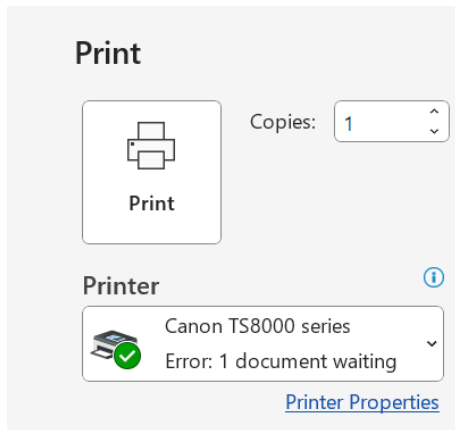 Print
Copies: 1
Print
Printer
Canon TS8000 series
Error: 1 document waiting
Printer Properties